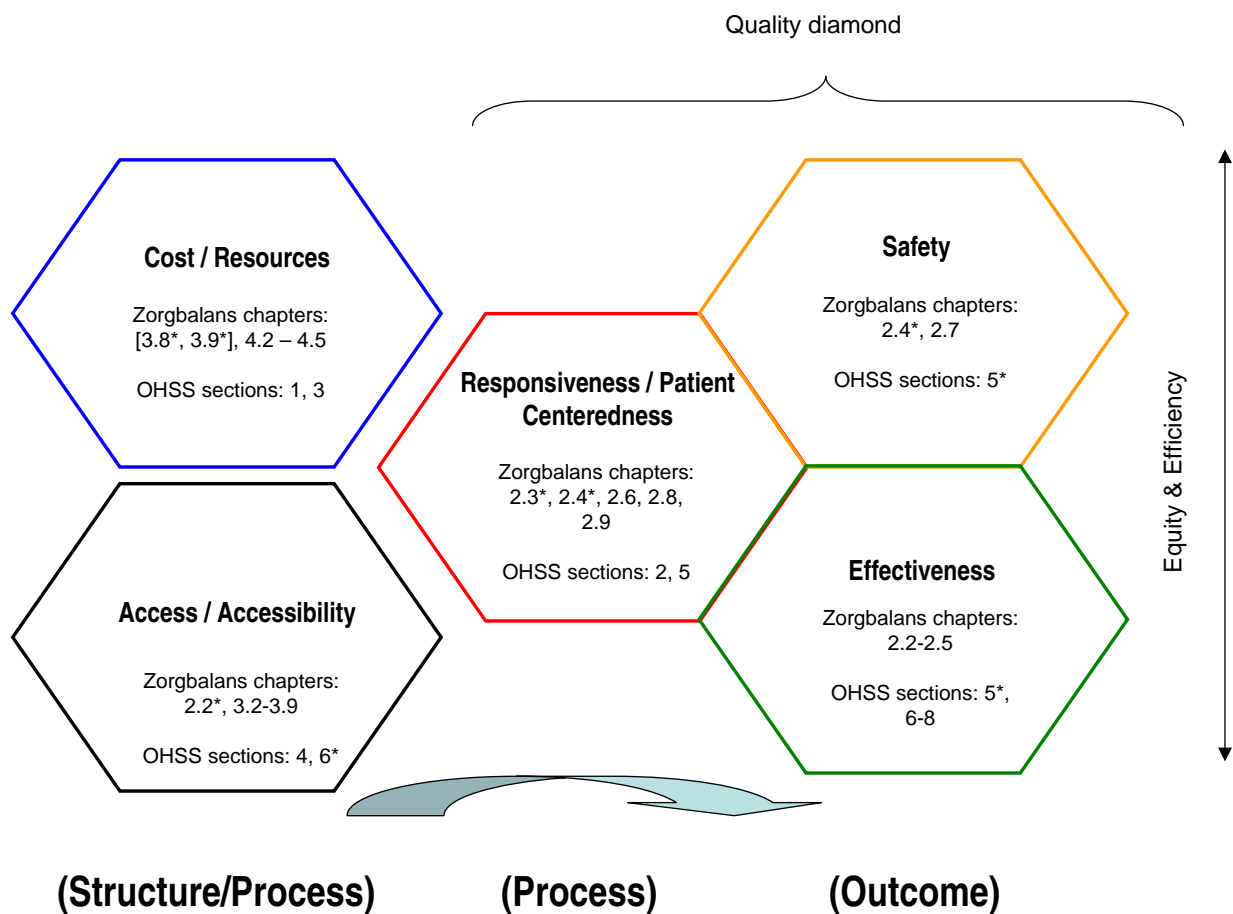 Quality diamond
Cost / Resources
Zorgbalans chapters:
[3.8*, 3.9*], 4.2 – 4.5
OHSS sections: 1, 3
Access / Accessibility
Zorgbalans chapters:
2.2*, 3.2-3.9
OHSS sections: 4, 6*
Responsiveness / Patient
Centeredness
Zorgbalans chapters:
2.3*, 2.4*, 2.6, 2.8,
2.9
OHSS sections: 2, 5
Safety
Zorgbalans chapters:
2.4*, 2.7
OHSS sections: 5*
Effectiveness
Zorgbalans chapters:
2.2-2.5
OHSS sections: 5*,
6-8
Equity & Efficiency
(Structure/Process)
(Process)
(Outcome)